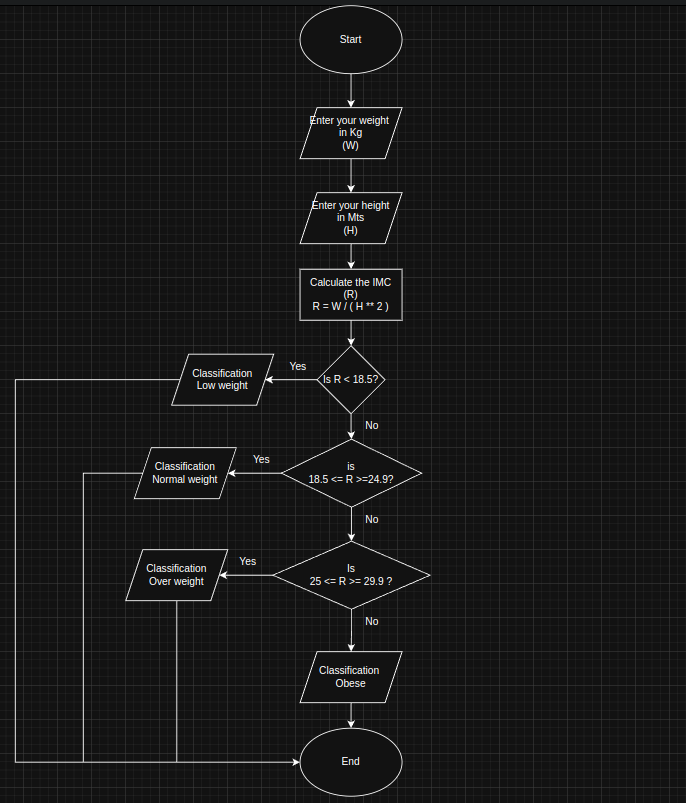 Start
Enter your weight
in Kg
(W)
Enter your height
in Mts
(H)
Calculate the IMC
(R)
R = W / ( H ** 2 )
Is R < 18.5?
Yes
Classification
Low weight
No
is
18.5 <= R >=24.9?
Yes
Classification
Normal weight
No
Is
25 <= R >= 29.9 ?
Yes
Classification
Over weight
No
Classification
Obese
End